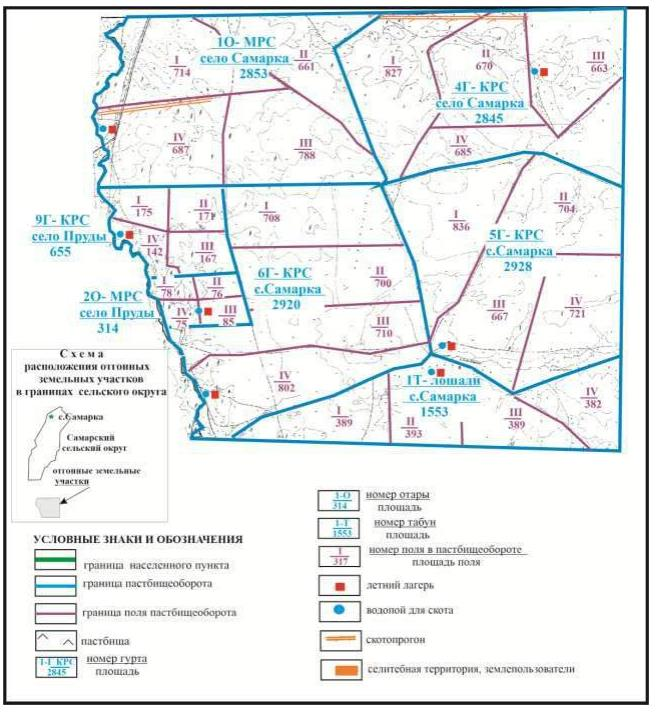 1О- МРС
село Самарка
2853
I
714
II
661
IV
687
III
788
I
827
II
670
III
663
4Г- КРС
село Самарка
2845
IV
685
9Г- КРС
село Пруды
655
I
175
II
171
III
167
IV
142
I
708
6Г- КРС
с.Самарка
2920
II
700
III
710
IV
802
I
836
II
704
5Г- КРС
с.Самарка
2928
III
667
IV
721
2О- МРС
село Пруды
314
I
78
II
76
III
85
IV
75
1Т- лошади
с.Самарка
1553
I
389
II
393
III
389
IV
382
Схема
расположения отгонных
земельных участков
в границах сельского округа
с.Самарка
Самарский
сельский округ
отгонные земельные
участки
УСЛОВНЫЕ ЗНАКИ И ОБОЗНАЧЕНИЯ
граница населенного пункта
граница пастбищеоборота
граница поля пастбищеоборота
пастбища
1-Г КРС
2845
номер гурта
площадь
1-О
314
номер отары
площадь
1-Т
1553
номер табун
площадь
I
317
номер поля в пастбищеобороте
площадь поля
летний лагерь
водопой для скота
скотопрогон
селитебная территория, землепользователи